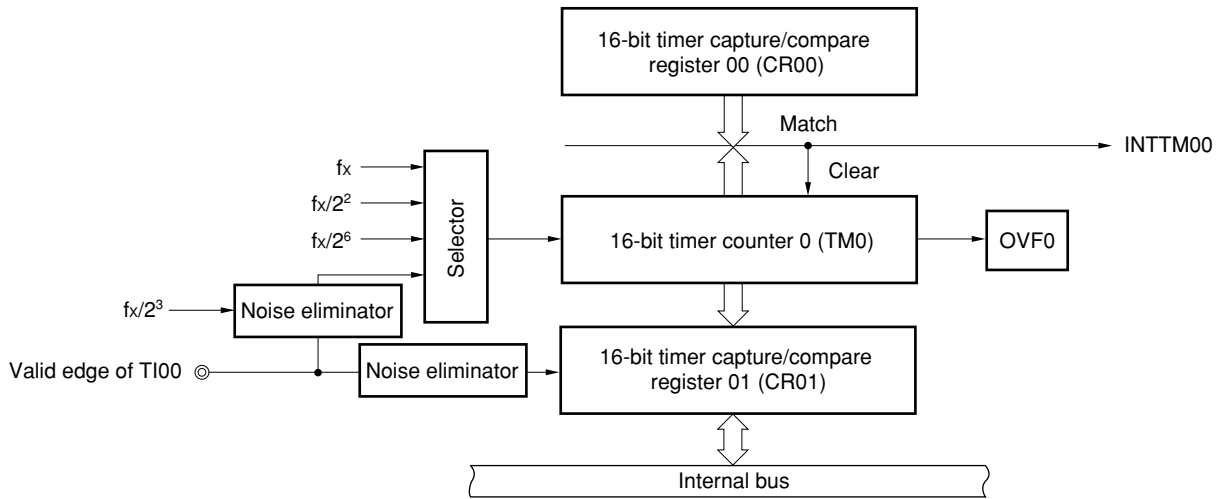 16-bit timer capture/compare
register 00 (CR00)
Match
INTTM00
fx
Clear
fx/2²
Selector
fx/2⁶
16-bit timer counter 0 (TM0)
OVF0
fx/2³
Noise eliminator
Valid edge of TI00
Noise eliminator
16-bit timer capture/compare
register 01 (CR01)
Internal bus